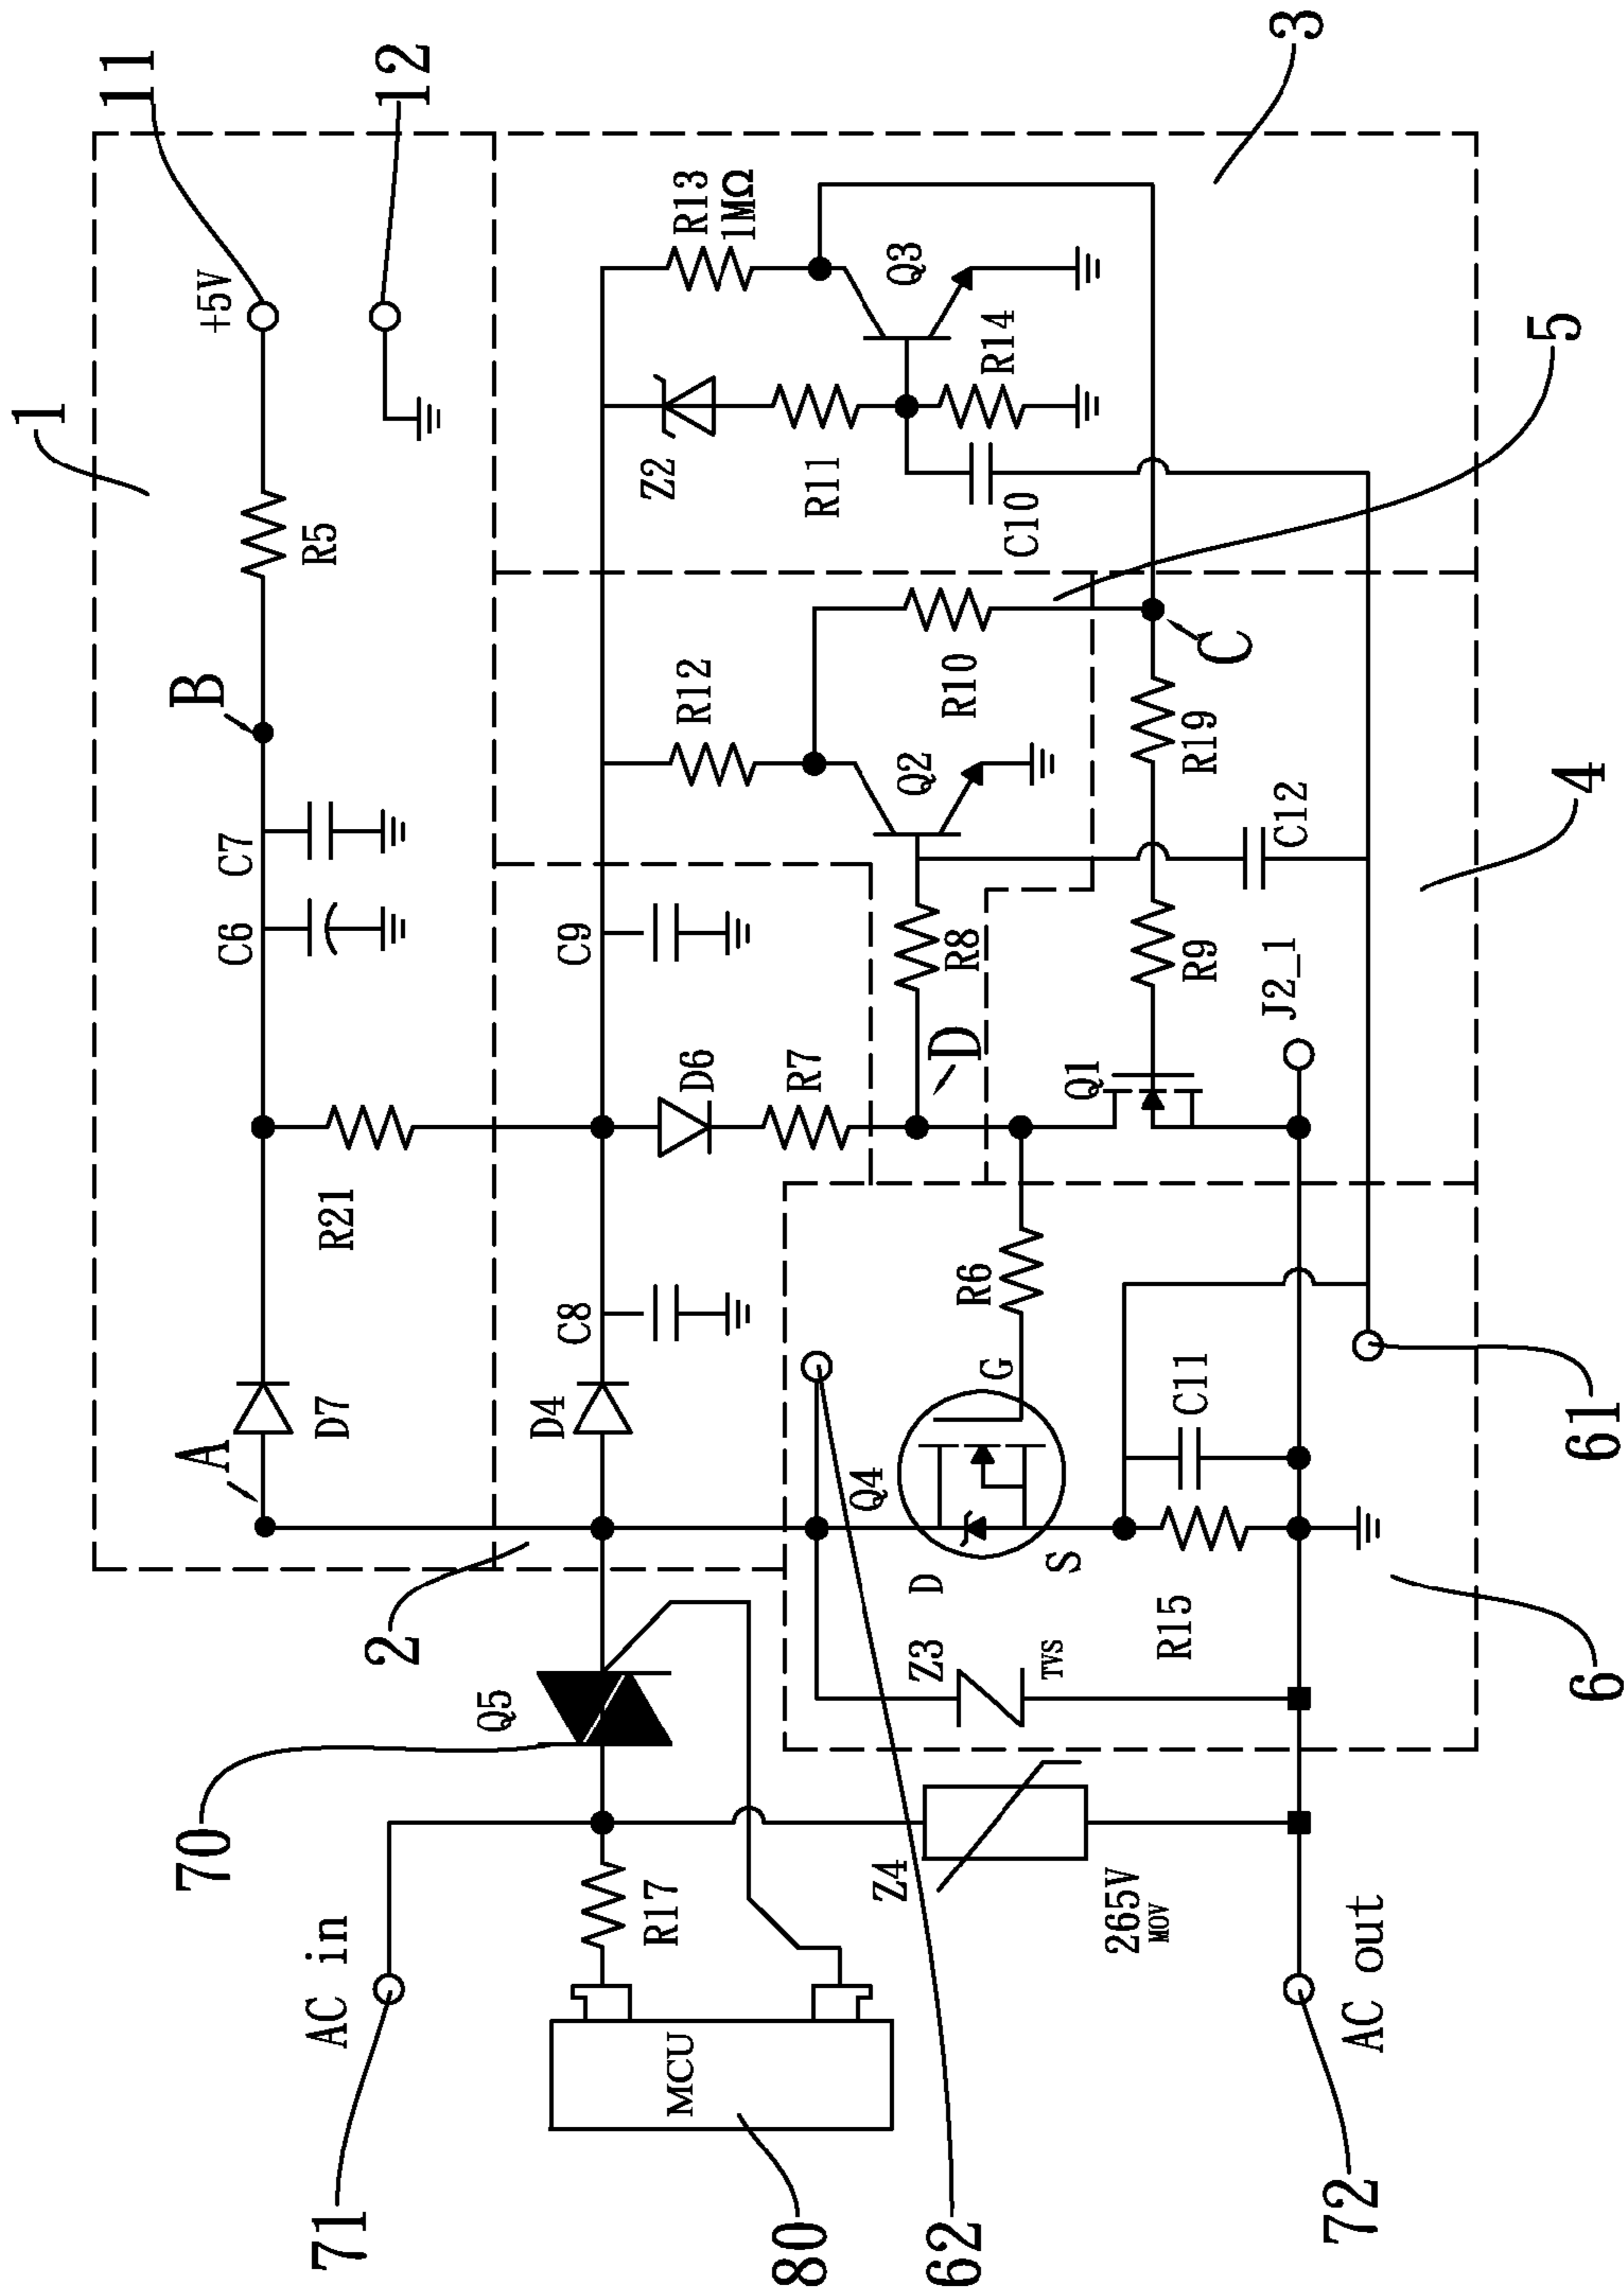 1
11
12
+5V
B
R5
C7
C6
A
D7
R21
R13
1MΩ
3
Z2
R11
Q3
R14
C10
5
R12
R10
Q2
C
R19
C12
4
C9
R8
R9
D6
R7
D
Q1
J2_1
C8
D4
R6
G
C11
61
2
Q4
D
S
R15
6
Q5
Z3
TVS
70
R17
Z4
265V
MOV
AC in
71
MCU
80
62
AC out
72